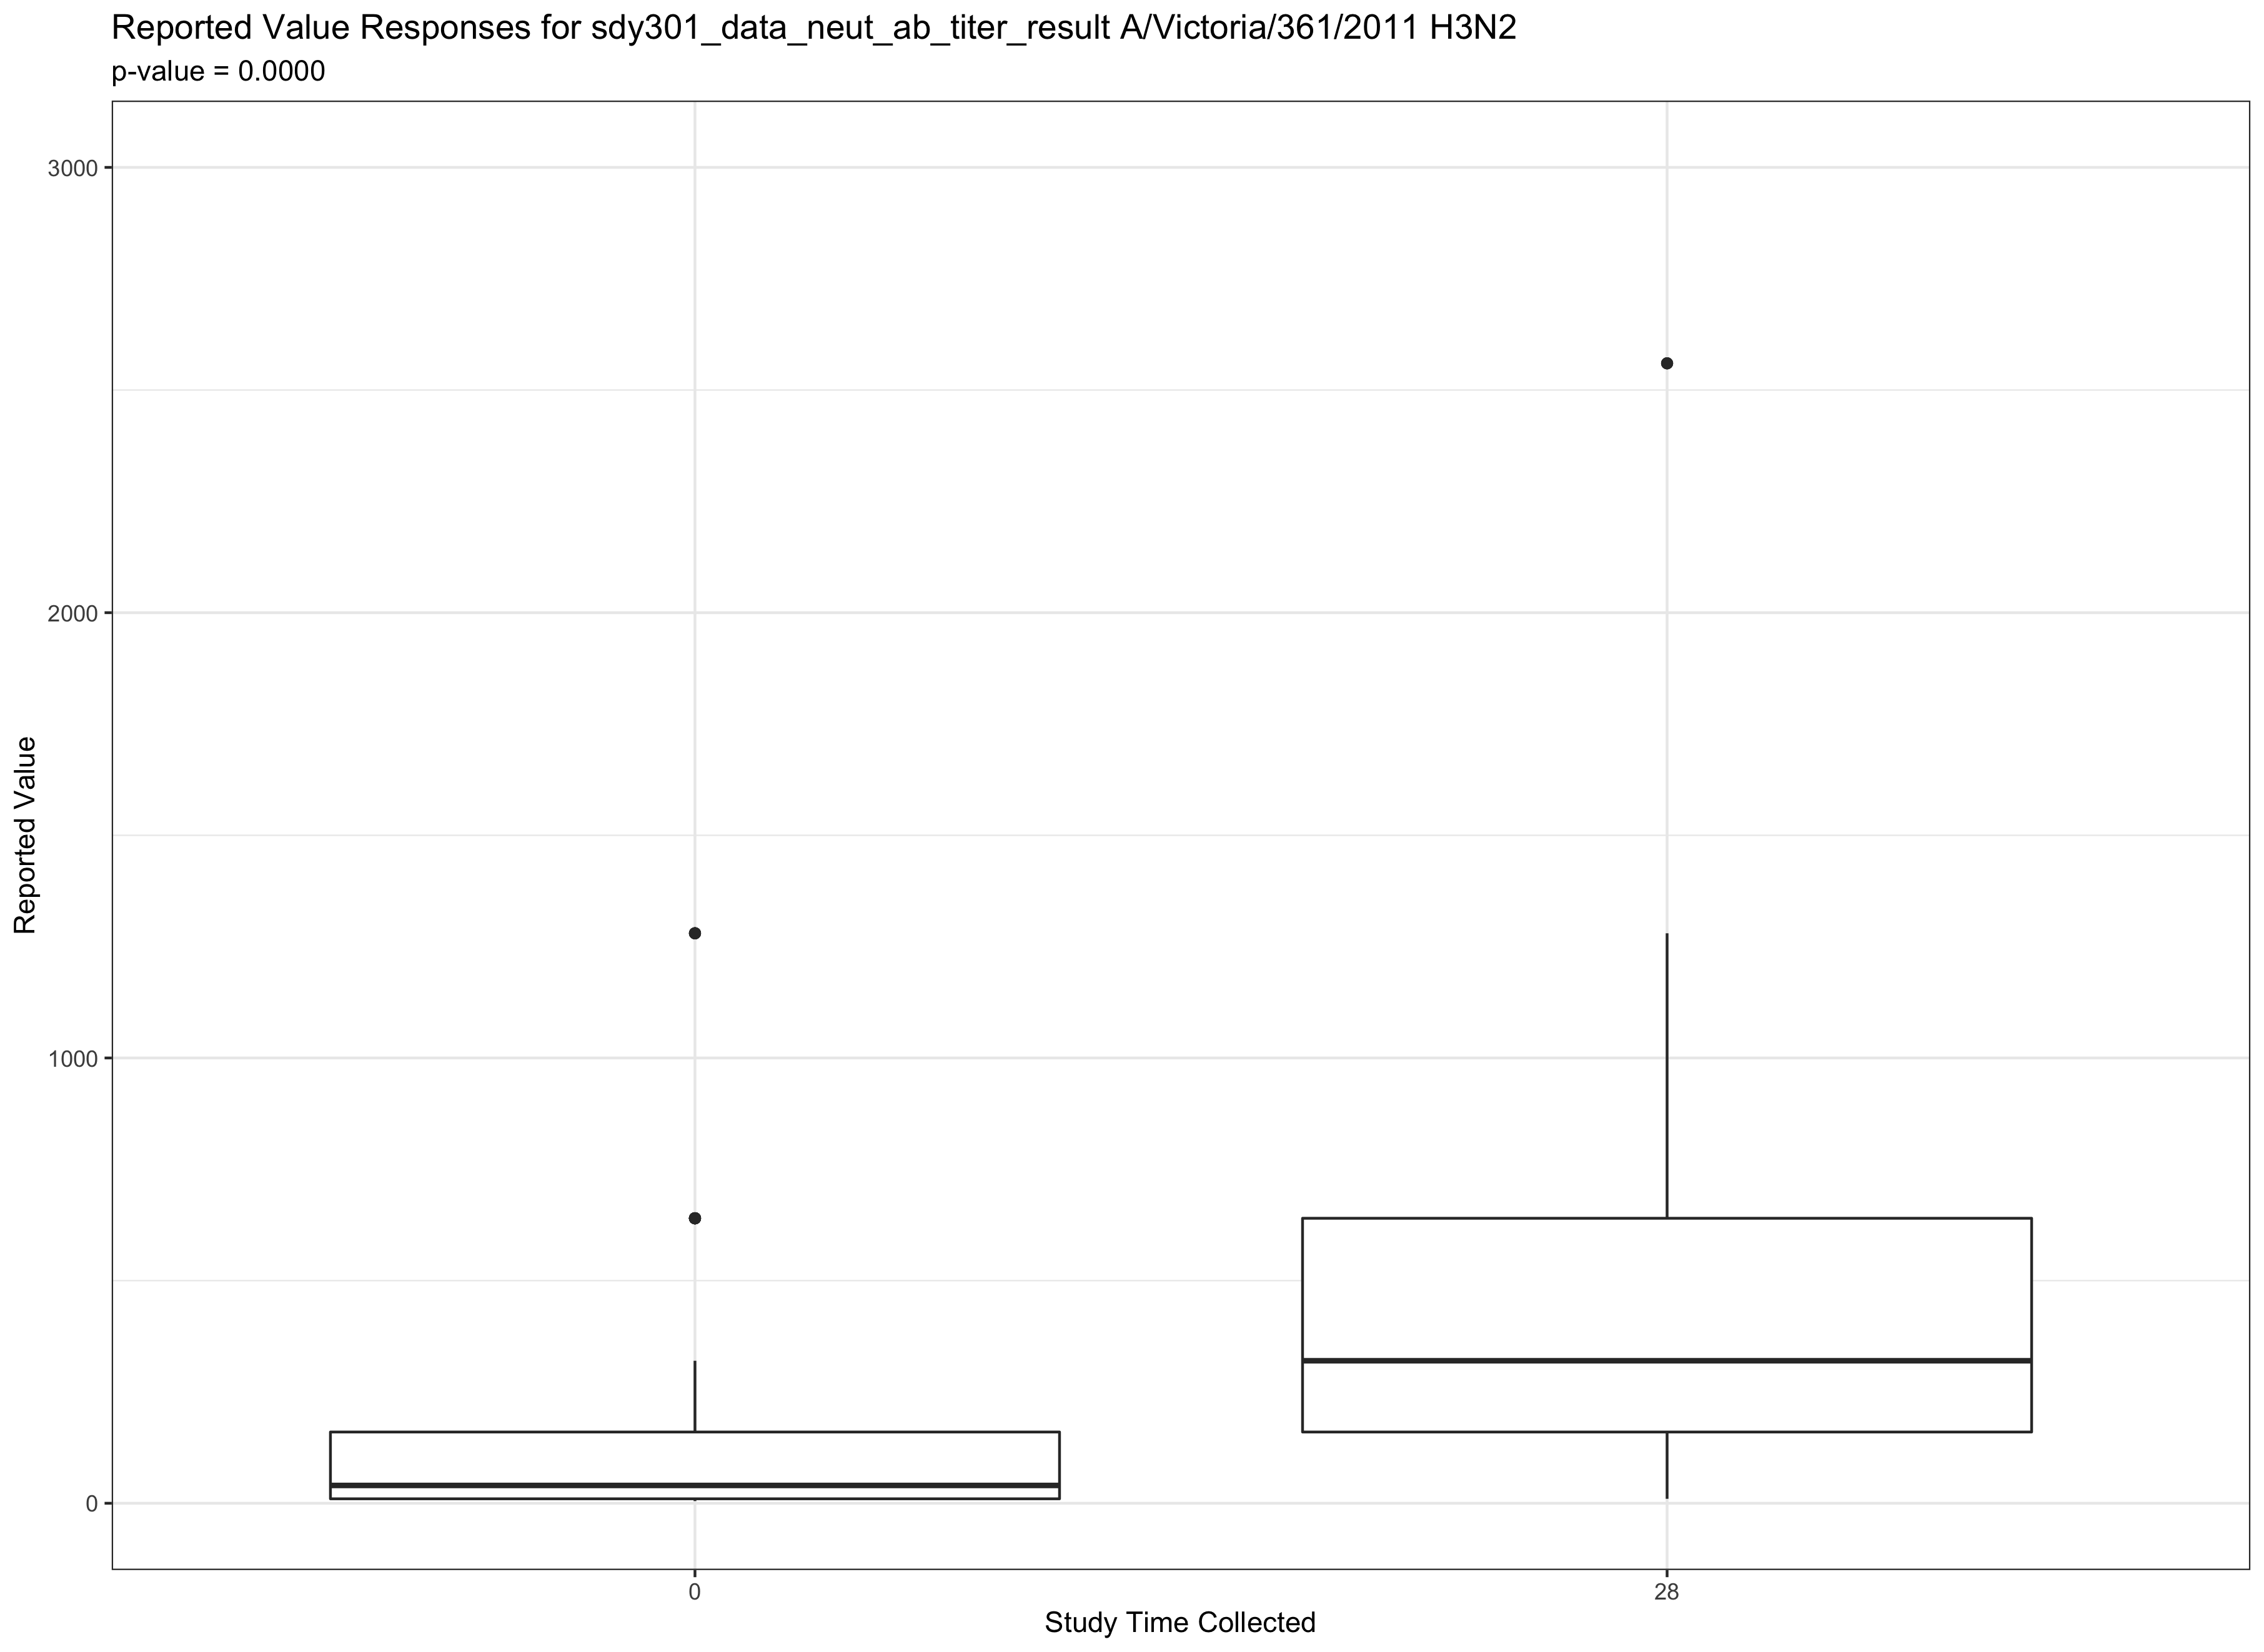 Reported Value Responses for sdy301_data_neut_ab_titer_result A/Victoria/361/2011 H3N2
p-value = 0.0000
3000
2000
1000
0
Reported Value
0
28
Study Time Collected